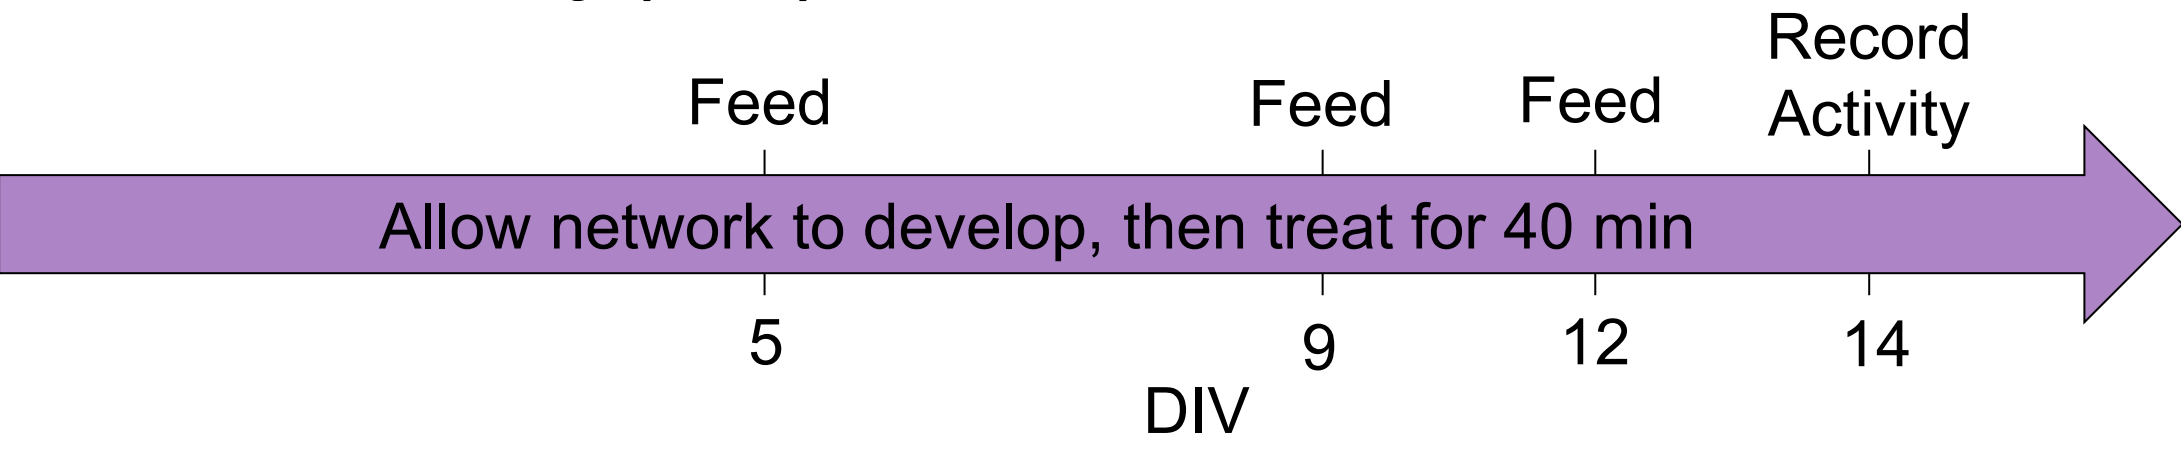 Record
Feed Feed Feed Activity
Allow network to develop, then treat for 40 min
5 9 12 14
DIV